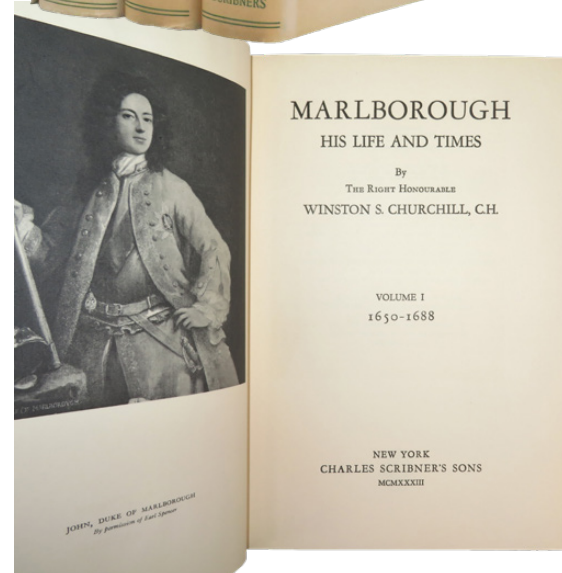 SCRIBNERS
JOHN, DUKE OF MARLBOROUGH
By permission of Earl Spencer
MARLBOROUGH
HIS LIFE AND TIMES
By
THE RIGHT HONOURABLE
WINSTON S. CHURCHILL, C.H.
VOLUME I
1650-1688
NEW YORK
CHARLES SCRIBNER'S SONS
MCMXXXIII